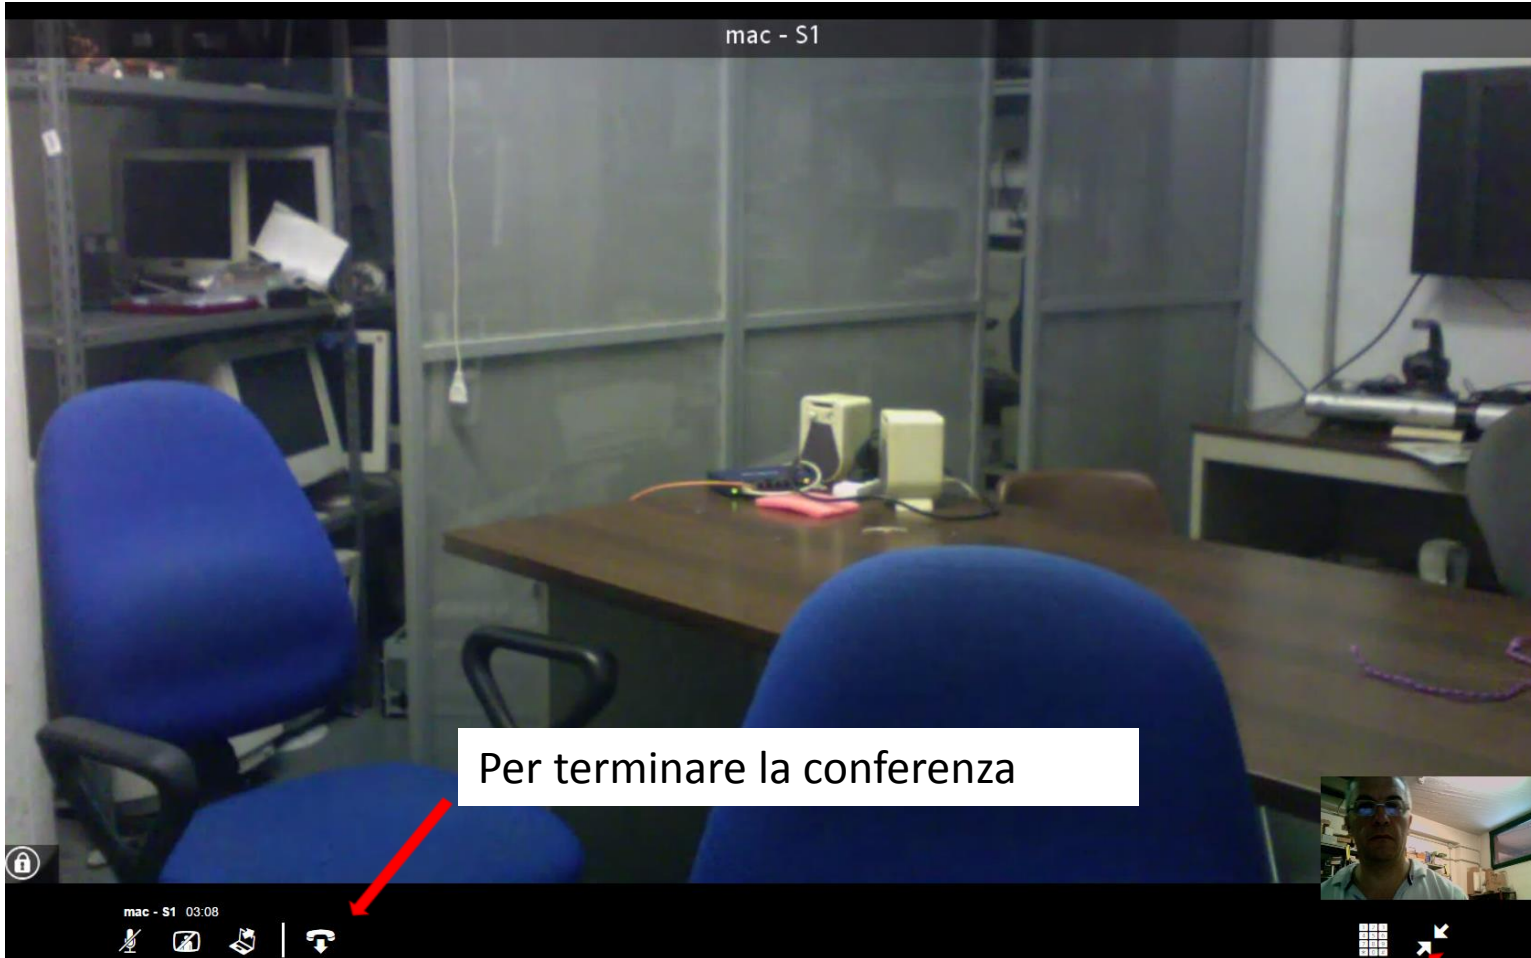 mac - S1
Per terminare la conferenza
mac - S1 03:08